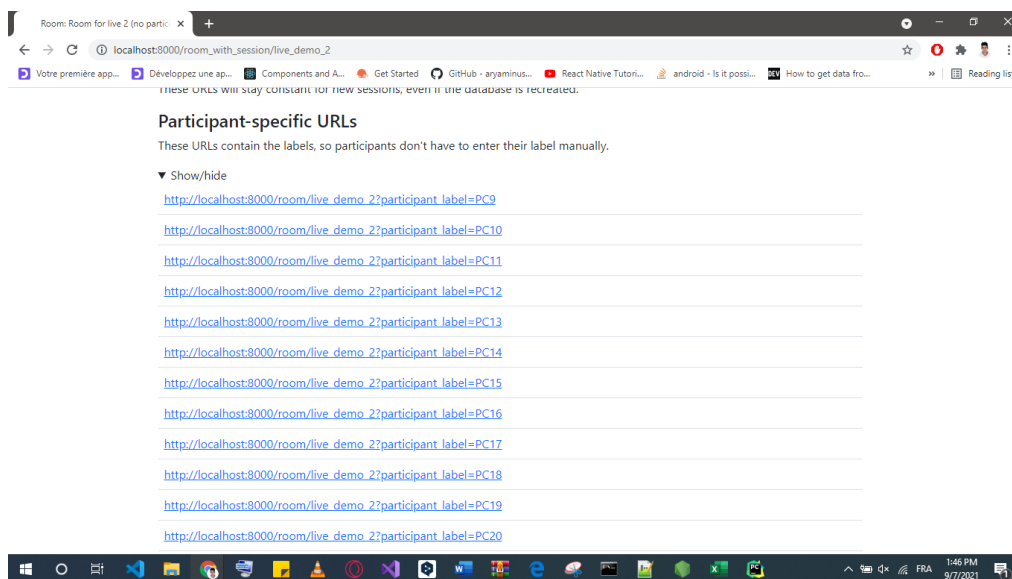 Room: Room for live 2 (no partic
localhost:8000/room_with_session/live_demo_2
Votre première app... Développez une ap... Components and A... Get Started GitHub - aryaminus... React Native Tutori... android - Is it possi... DEV How to get data fro... » Reading lis
These URLs will stay constant for new sessions, even if the database is recreated.
Participant-specific URLs
These URLs contain the labels, so participants don't have to enter their label manually.
▼ Show/hide
http://localhost:8000/room/live_demo_2?participant_label=PC9
http://localhost:8000/room/live_demo_2?participant_label=PC10
http://localhost:8000/room/live_demo_2?participant_label=PC11
http://localhost:8000/room/live_demo_2?participant_label=PC12
http://localhost:8000/room/live_demo_2?participant_label=PC13
http://localhost:8000/room/live_demo_2?participant_label=PC14
http://localhost:8000/room/live_demo_2?participant_label=PC15
http://localhost:8000/room/live_demo_2?participant_label=PC16
http://localhost:8000/room/live_demo_2?participant_label=PC17
http://localhost:8000/room/live_demo_2?participant_label=PC18
http://localhost:8000/room/live_demo_2?participant_label=PC19
http://localhost:8000/room/live_demo_2?participant_label=PC20
FRA
1:46 PM
9/7/2021